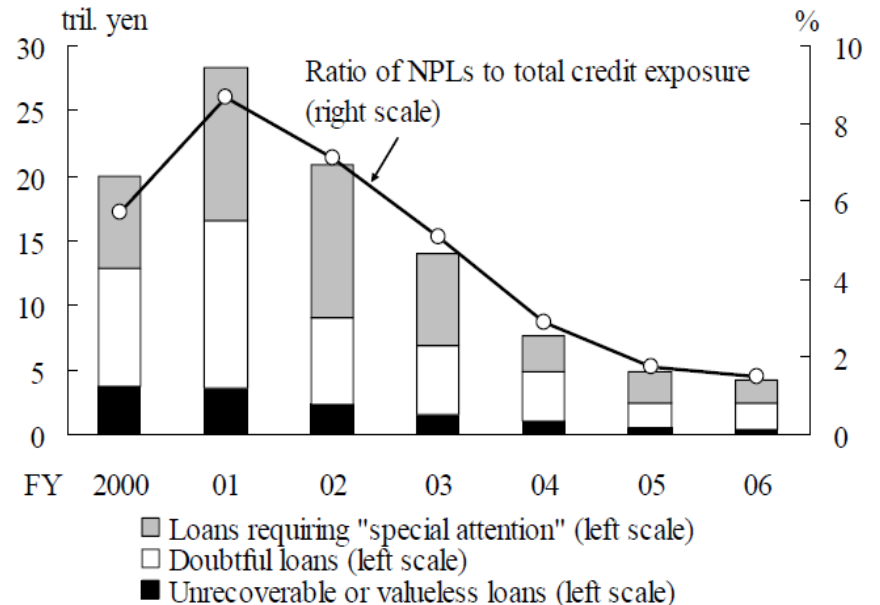 tril. yen
%
30
25
20
15
10
5
0
10
8
6
4
2
0
Ratio of NPLs to total credit exposure
(right scale)
FY 2000 01 02 03 04 05 06
Loans requiring "special attention" (left scale)
Doubtful loans (left scale)
Unrecoverable or valueless loans (left scale)